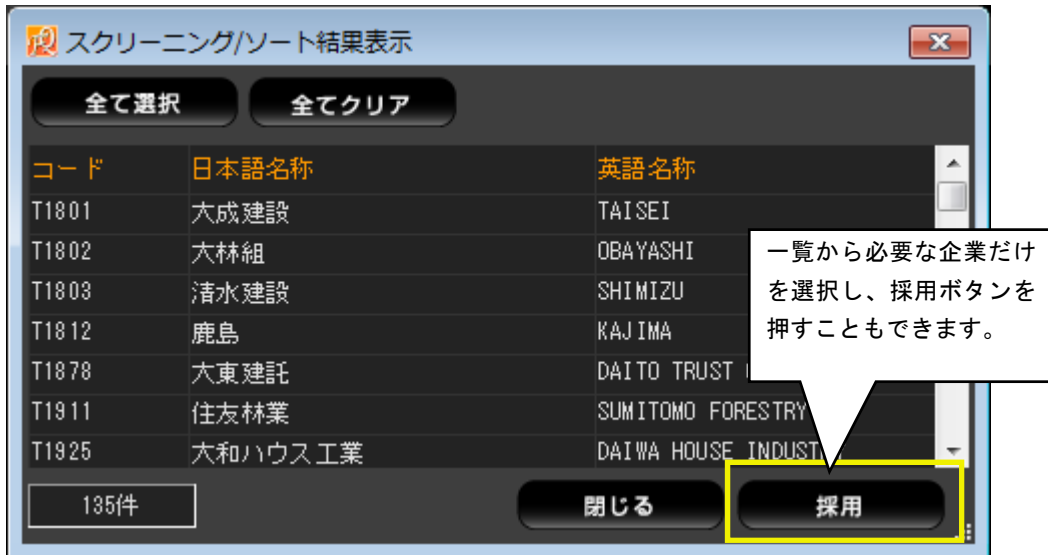 スクリーニング/ソート結果表示
全て選択 全てクリア
コード 日本語名称 英語名称
T1801 大成建設 TAISEI
T1802 大林組 OBAYASHI
T1803 清水建設 SHIMIZU
T1812 鹿島 KAJIMA
T1878 大東建託 DAITO TRUST
T1911 住友林業 SUMITOMO FORESTRY
T1925 大和ハウス工業 DAIWA HOUSE
一覧から必要な企業だけ
を選択し、採用ボタンを
押すこともできます。
135件 閉じる 採用